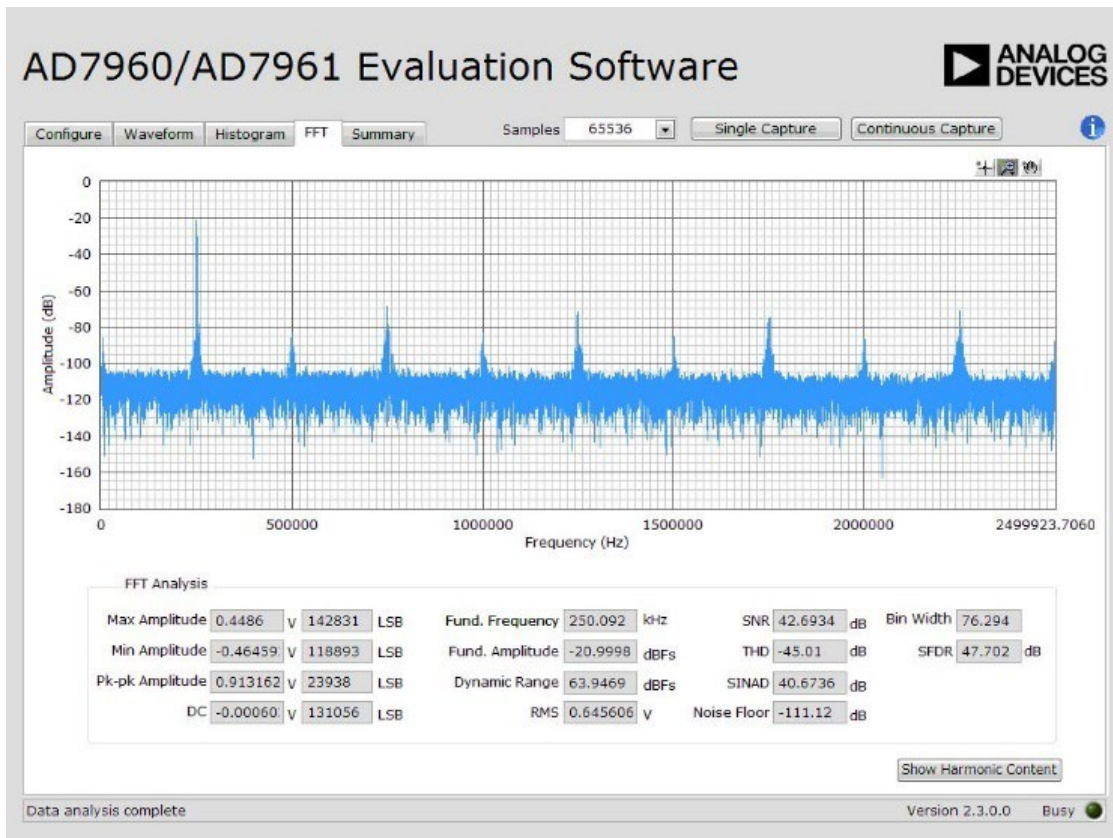 AD7960/AD7961 Evaluation Software
ANALOG
DEVICES
Configure Waveform Histogram FFT Summary Samples 65536 Single Capture Continuous Capture i
0
-20
-40
-60
-80
-100
-120
-140
-160
-180
Amplitude (dB)
0 500000 1000000 1500000 2000000 2499923.7060
Frequency (Hz)
FFT Analysis
Max Amplitude 0.4486 V 142831 LSB Fund. Frequency 250.092 kHz SNR 42.6934 dB Bin Width 76.294
Min Amplitude -0.46459 V 118893 LSB Fund. Amplitude -20.9998 dBFs THD -45.01 dB SFDR 47.702 dB
Pk-pk Amplitude 0.913162 V 23938 LSB Dynamic Range 63.9469 dBFs SINAD 40.6736 dB
DC -0.00060 V 131056 LSB RMS 0.645606 V Noise Floor -111.12 dB
Show Harmonic Content
Data analysis complete Version 2.3.0.0 Busy